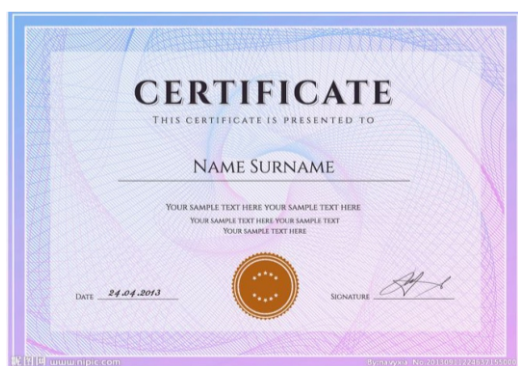 CERTIFICATE
THIS CERTIFICATE IS PRESENTED TO
NAME SURNAME
YOUR SAMPLE TEXT HERE YOUR SAMPLE TEXT HERE
YOUR SAMPLE TEXT HERE YOUR SAMPLE TEXT
YOUR SAMPLE TEXT HERE
DATE 24.04.2013
SIGNATURE
www.nipic.com